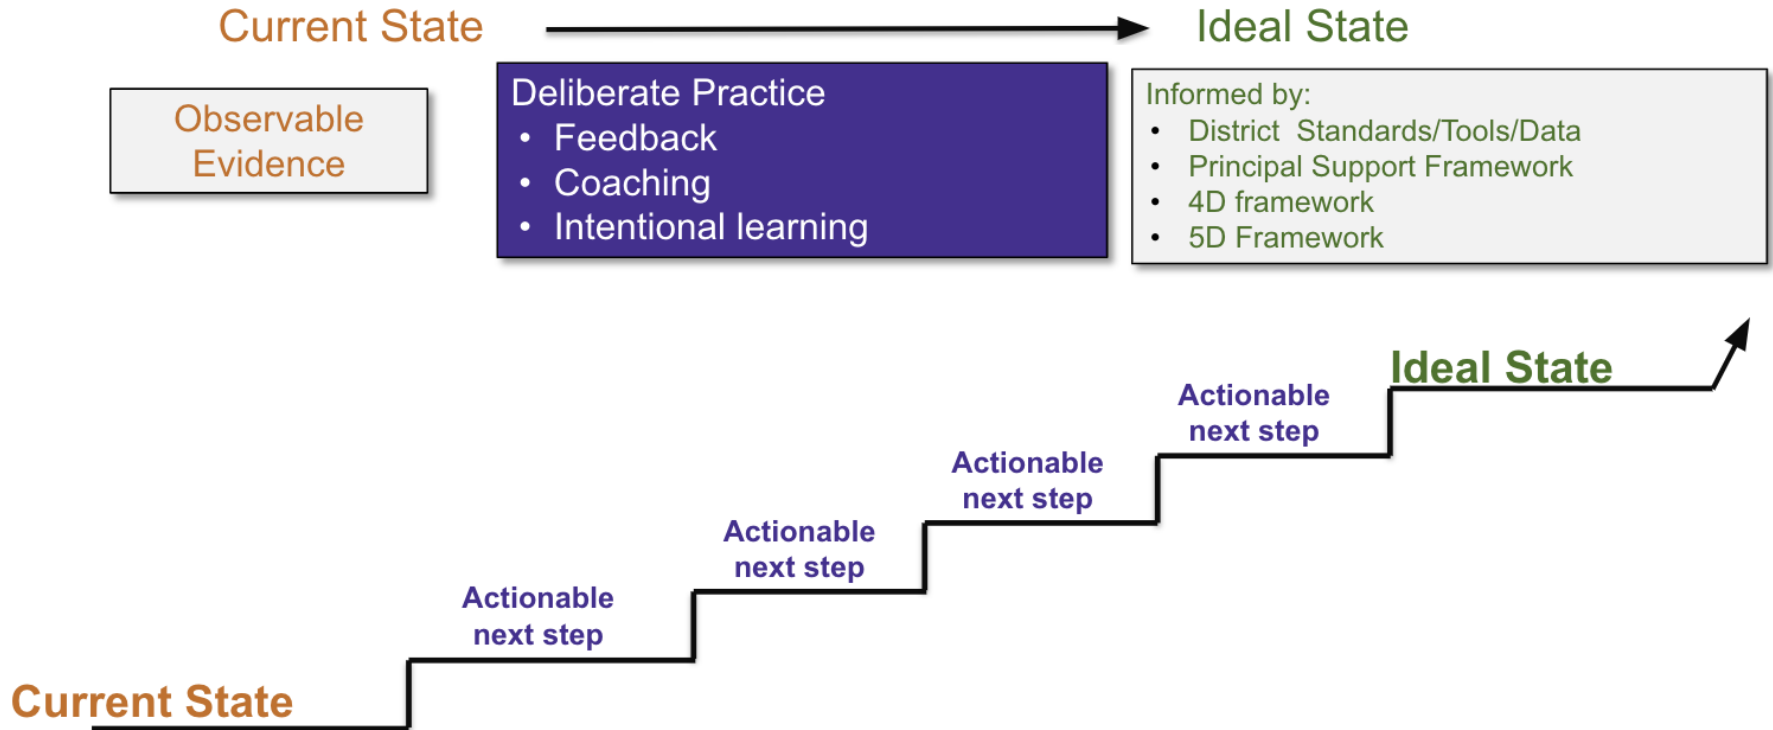 Current State
Ideal State
Observable
Evidence
Deliberate Practice
• Feedback
• Coaching
• Intentional learning
Informed by:
• District Standards/Tools/Data
• Principal Support Framework
• 4D framework
• 5D Framework
Ideal State
Actionable
next step
Actionable
next step
Actionable
next step
Actionable
next step
Current State